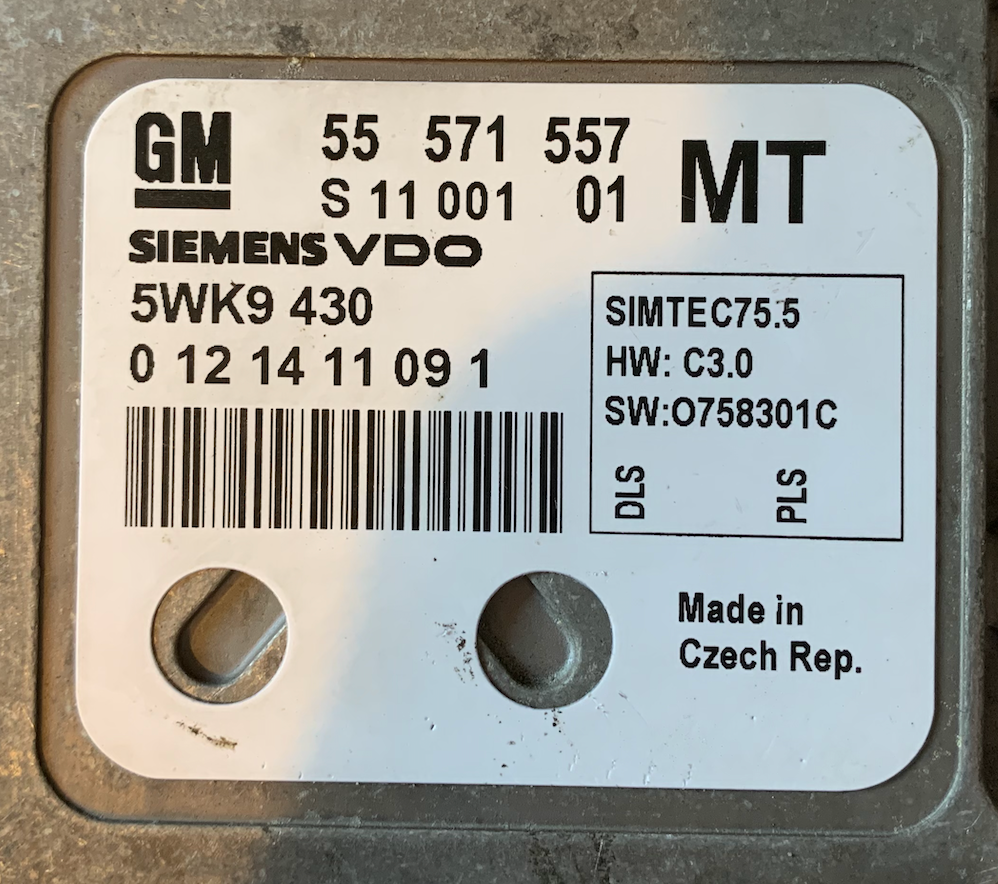 GM
55 571 557
S 11 001 01
MT
SIEMENS VDO
5WK9 430
0 12 14 11 09 1
SIMTEC75.5
HW: C3.0
SW:O758301C
DLS
PLS
Made in
Czech Rep.